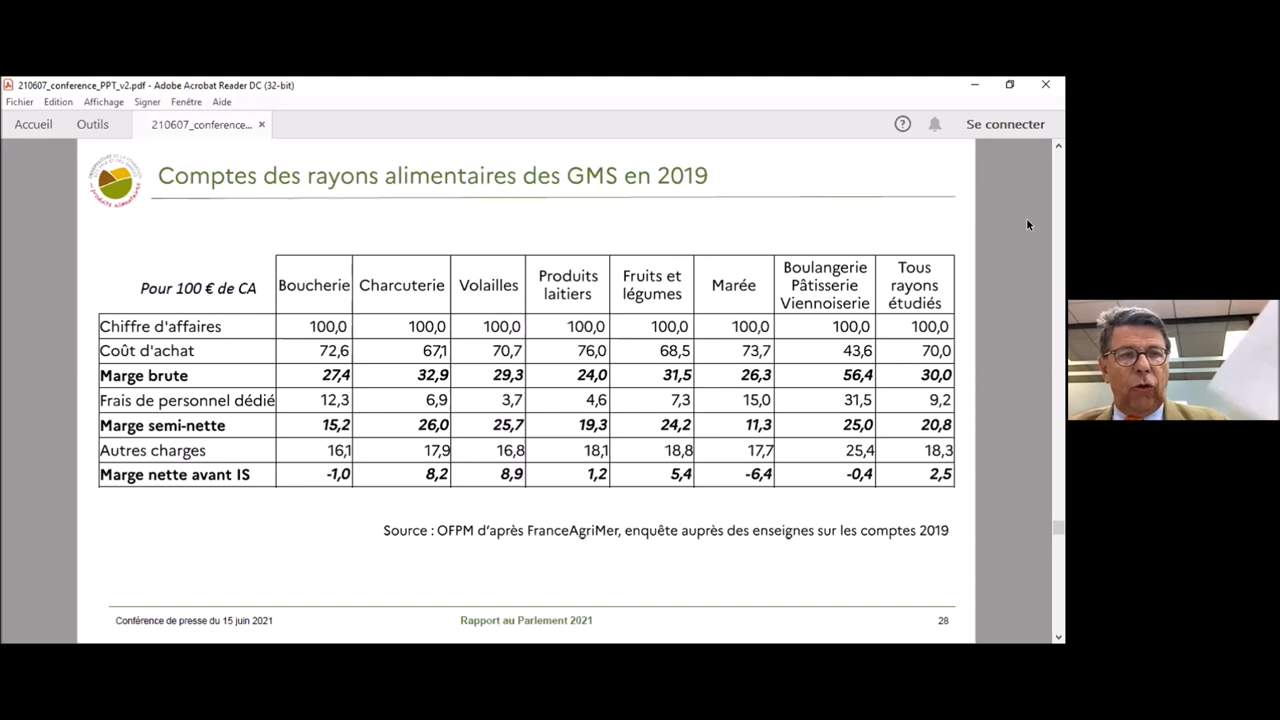 210607_conference_PPT_v2.pdf - Adobe Acrobat Reader DC (32-bit)
Fichier Edition Affichage Signer Fenêtre Aide
Accueil Outils 210607_conference... × Se connecter
Comptes des rayons alimentaires des GMS en 2019
Pour 100 € de CA Boucherie Charcuterie Volailles Produits laitiers Fruits et légumes Marée Boulangerie Pâtisserie Viennoiserie Tous rayons étudiés
Chiffre d'affaires 100,0 100,0 100,0 100,0 100,0 100,0 100,0 100,0
Coût d'achat 72,6 67,1 70,7 76,0 68,5 73,7 43,6 70,0
Marge brute 27,4 32,9 29,3 24,0 31,5 26,3 56,4 30,0
Frais de personnel dédié 12,3 6,9 3,7 4,6 7,3 15,0 31,5 9,2
Marge semi-nette 15,2 26,0 25,7 19,3 24,2 11,3 25,0 20,8
Autres charges 16,1 17,9 16,8 18,1 18,8 17,7 25,4 18,3
Marge nette avant IS -1,0 8,2 8,9 1,2 5,4 -6,4 -0,4 2,5
Source : OFPM d'après FranceAgriMer, enquête auprès des enseignes sur les comptes 2019
Conférence de presse du 15 juin 2021 Rapport au Parlement 2021 28